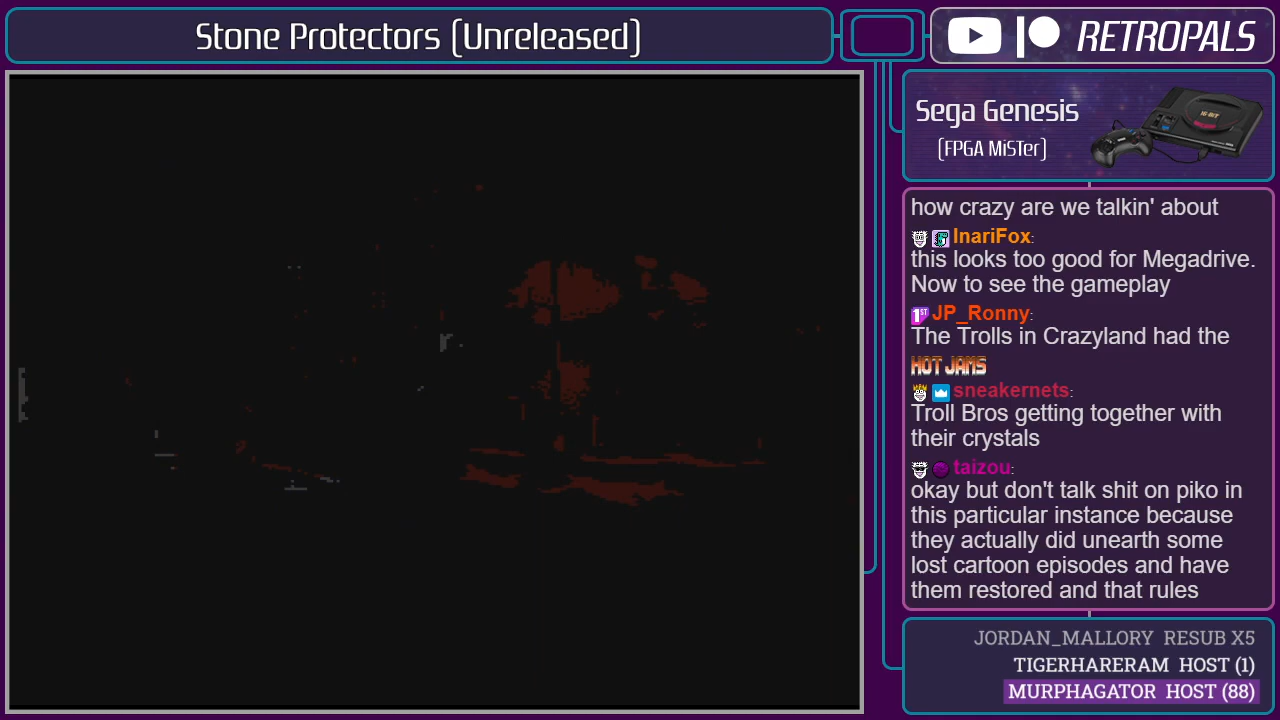 Stone Protectors (Unreleased)
RETROPALS
Sega Genesis
16-BIT
(FPGA MiSTer)
how crazy are we talkin' about
InariFox:
this looks too good for Megadrive.
Now to see the gameplay
1ST JP_Ronny:
The Trolls in Crazyland had the
HOT JAMS
sneakernets:
Troll Bros getting together with
their crystals
taizou:
okay but don't talk shit on piko in
this particular instance because
they actually did unearth some
lost cartoon episodes and have
them restored and that rules
JORDAN_MALLORY RESUB X5
TIGERHARERAM HOST (1)
MURPHAGATOR HOST (88)